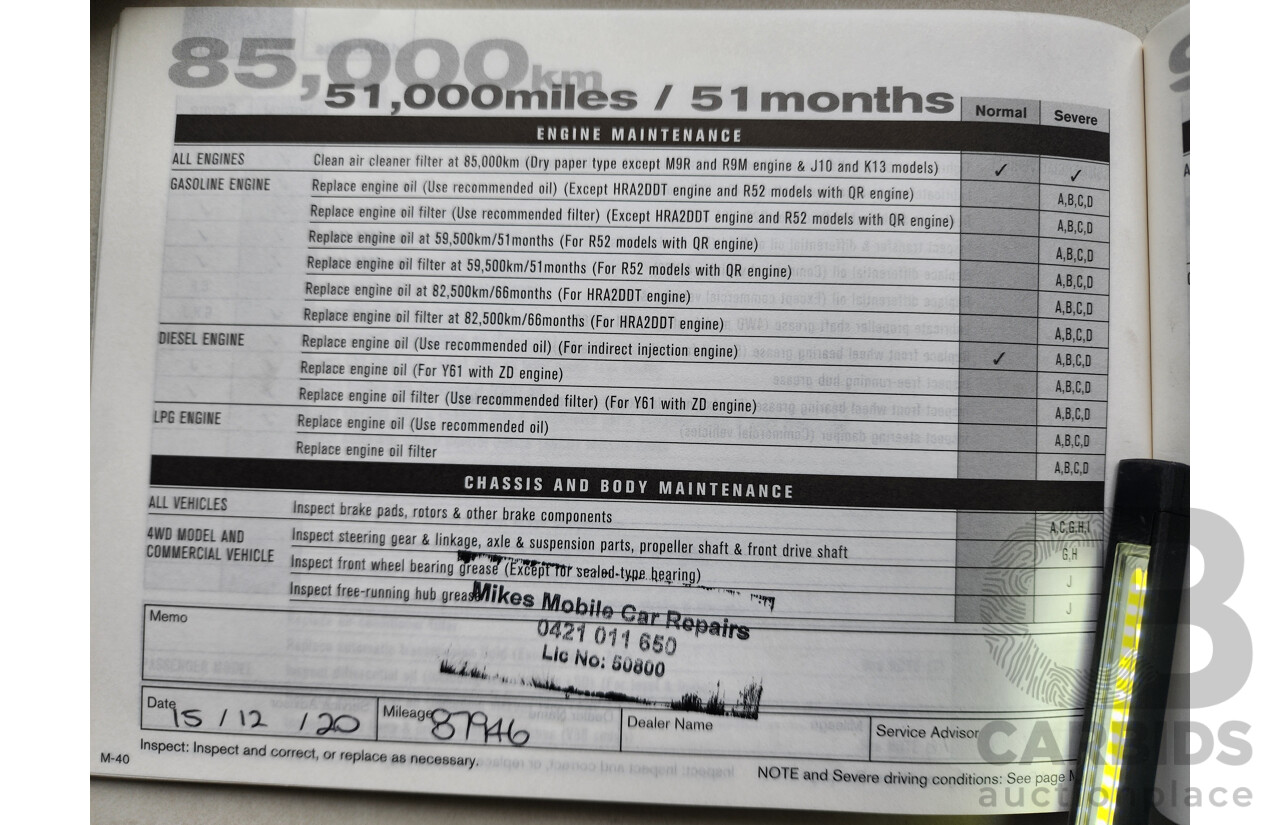 85,000km
51,000miles / 51months
Normal Severe
ENGINE MAINTENANCE
ALL ENGINES Clean air cleaner filter at 85,000km (Dry paper type except M9R and R9M engine & J10 and K13 models) ✓ ✓
GASOLINE ENGINE Replace engine oil (Use recommended oil) (Except HRA2DDT engine and R52 models with QR engine) A,B,C,D
Replace engine oil filter (Use recommended filter) (Except HRA2DDT engine and R52 models with QR engine) A,B,C,D
Replace engine oil at 59,500km/51months (For R52 models with QR engine) A,B,C,D
Replace engine oil filter at 59,500km/51months (For R52 models with QR engine) A,B,C,D
Replace engine oil at 82,500km/66months (For HRA2DDT engine) A,B,C,D
Replace engine oil filter at 82,500km/66months (For HRA2DDT engine) A,B,C,D
DIESEL ENGINE Replace engine oil (Use recommended oil) (For indirect injection engine) ✓ A,B,C,D
Replace engine oil (For Y61 with ZD engine) A,B,C,D
Replace engine oil filter (Use recommended filter) (For Y61 with ZD engine) A,B,C,D
LPG ENGINE Replace engine oil (Use recommended oil) A,B,C,D
Replace engine oil filter A,B,C,D
CHASSIS AND BODY MAINTENANCE
ALL VEHICLES Inspect brake pads, rotors & other brake components A,C,G,H,I
4WD MODEL AND Inspect steering gear & linkage, axle & suspension parts, propeller shaft & front drive shaft G,H
COMMERCIAL VEHICLE Inspect front wheel bearing grease (Except for sealed-type bearing) J
Inspect free-running hub grease J
Mikes Mobile Car Repairs
0421 011 650
Lic No: 50800
Memo
Date 15 / 12 / 20 Mileage 87946 Dealer Name Service Advisor
M-40 Inspect: Inspect and correct, or replace as necessary.
NOTE and Severe driving conditions: See page
CARBIDS
auctionplace